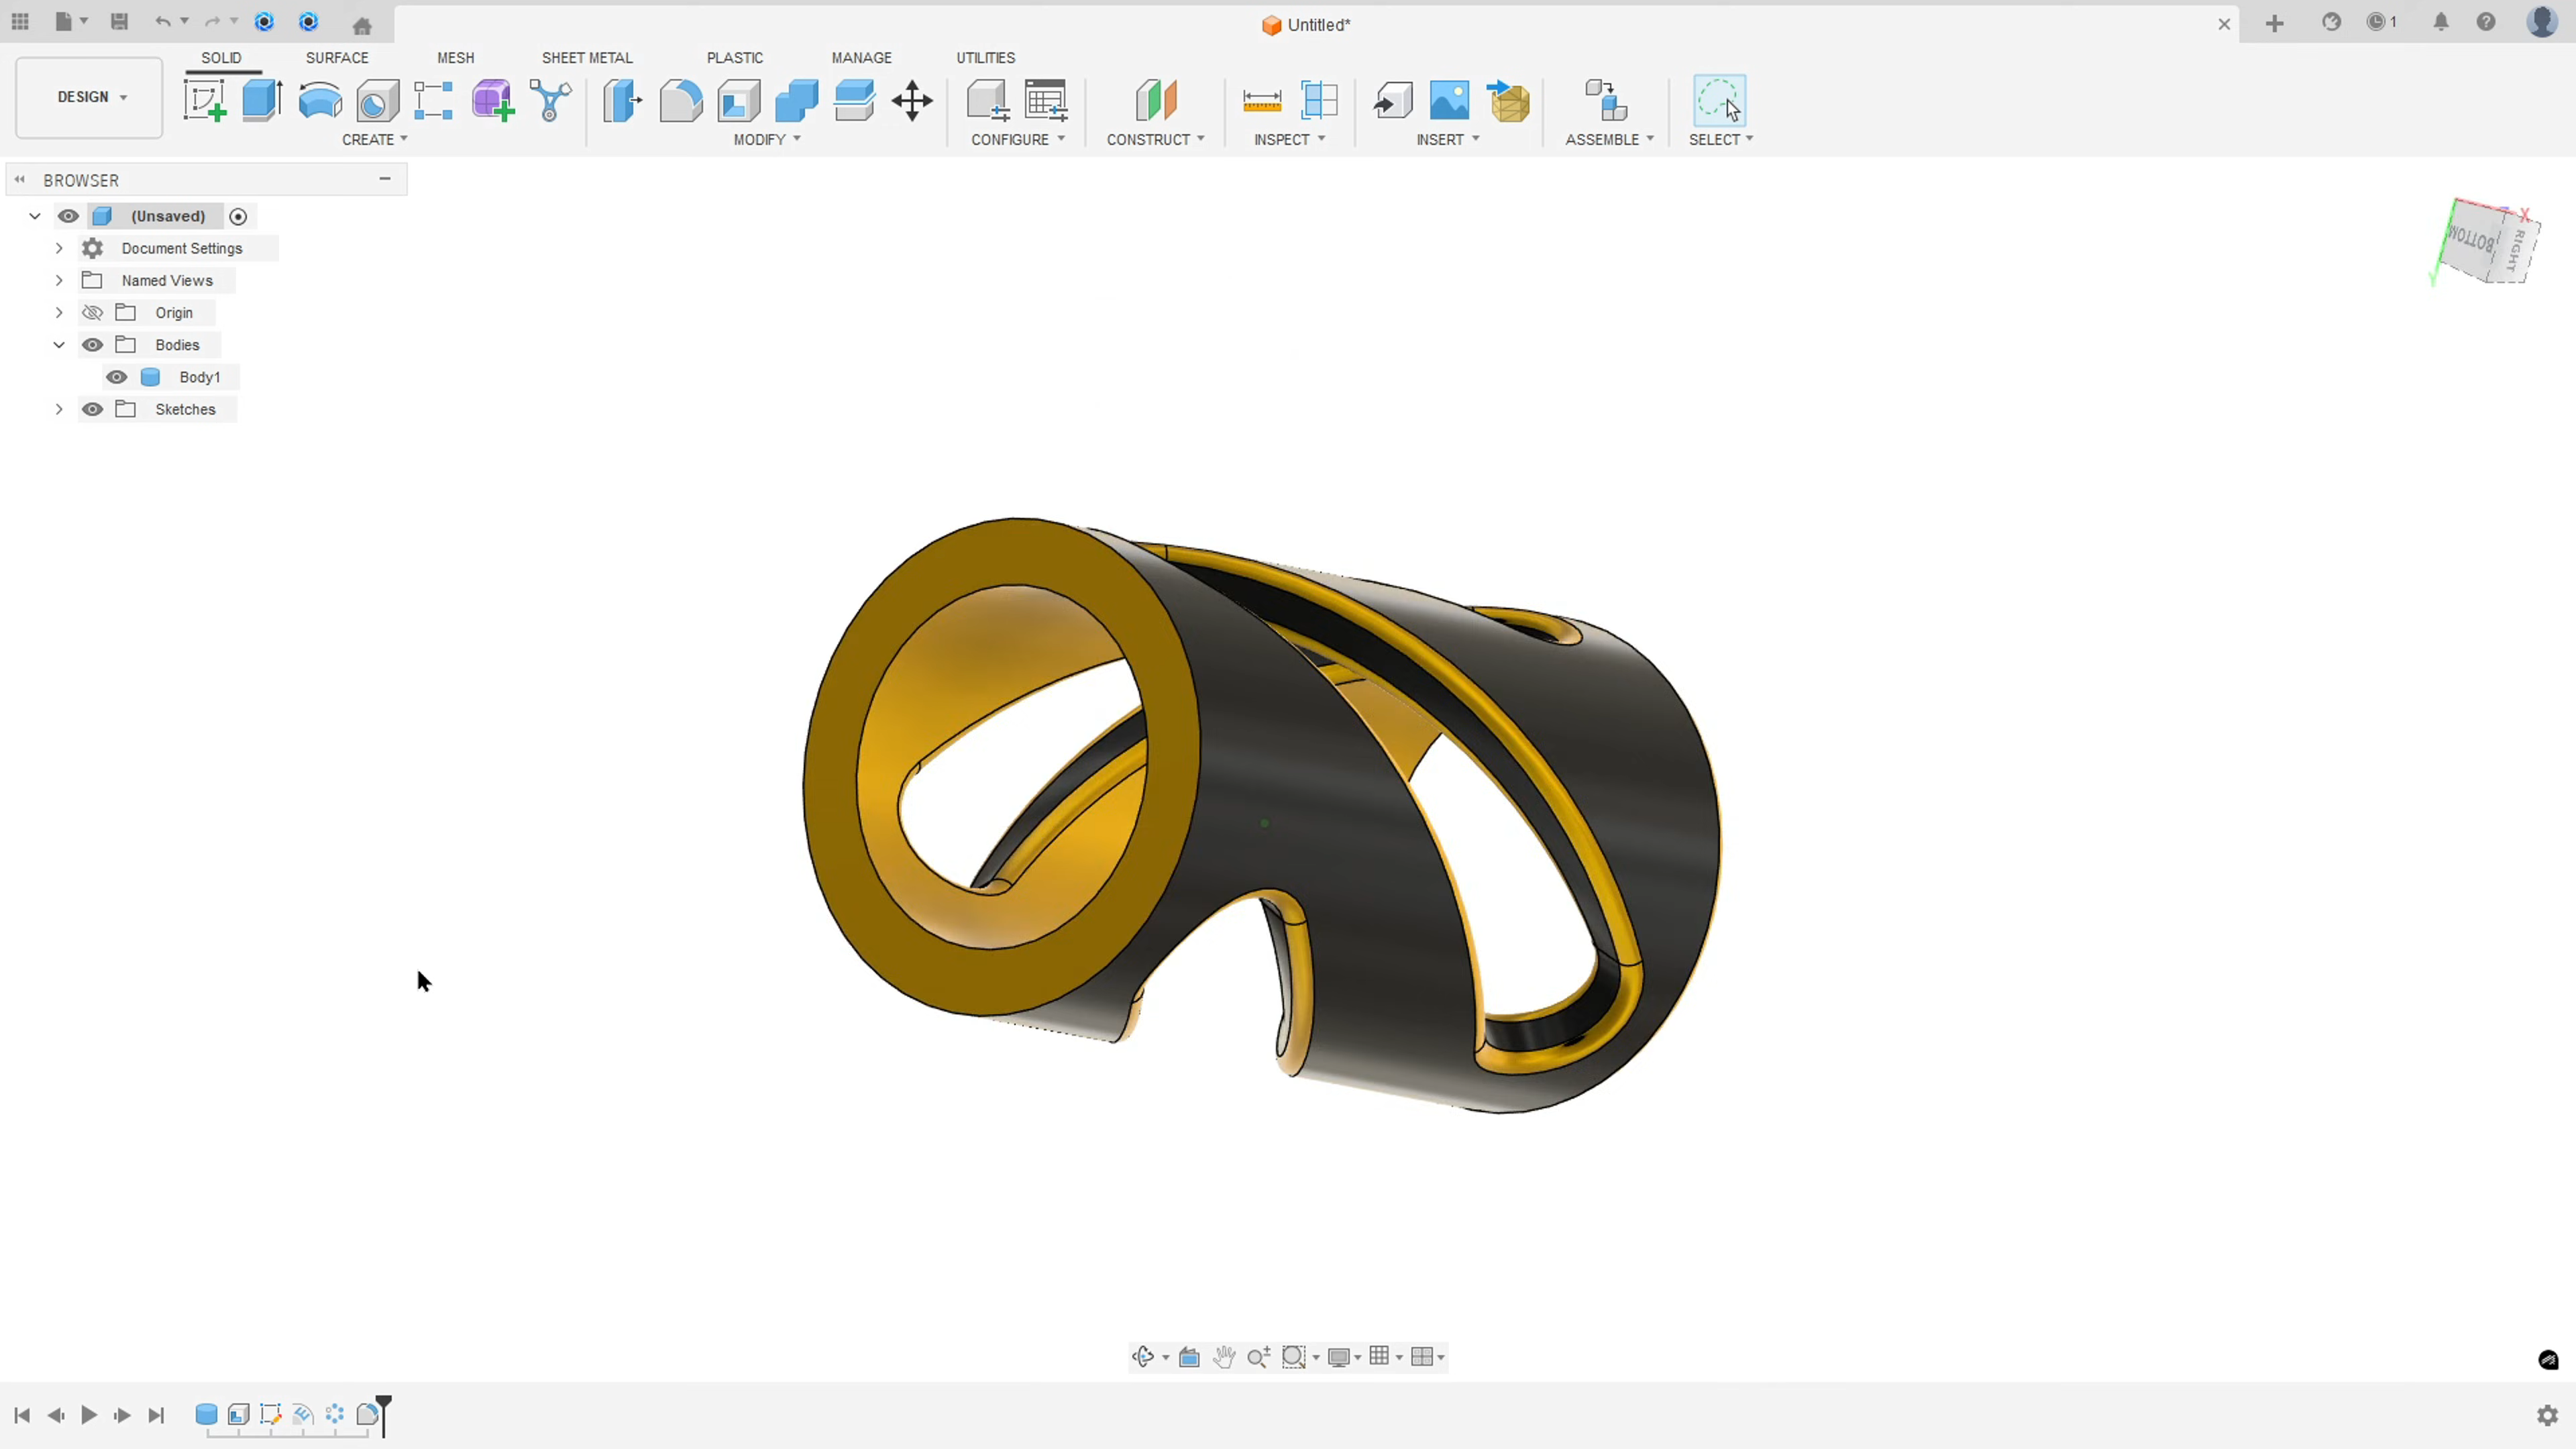 Untitled*
1
SOLID SURFACE MESH SHEET METAL PLASTIC MANAGE UTILITIES
DESIGN
CREATE MODIFY CONFIGURE CONSTRUCT INSPECT INSERT ASSEMBLE SELECT
BROWSER
(Unsaved)
Document Settings
Named Views
Origin
Bodies
Body1
Sketches
X
BOTTOM
RIGHT
Y